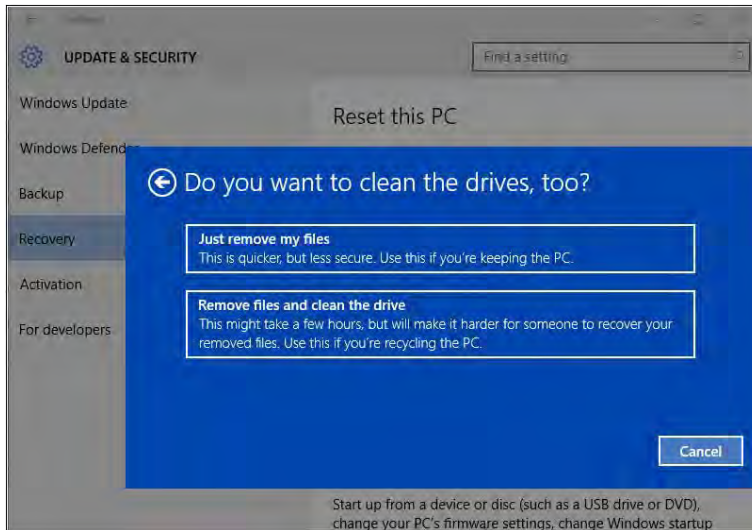 UPDATE & SECURITY
Find a setting
Windows Update
Reset this PC
Windows Defender
Backup
Do you want to clean the drives, too?
Recovery
Just remove my files
This is quicker, but less secure. Use this if you're keeping the PC.
Activation
Remove files and clean the drive
This might take a few hours, but will make it harder for someone to recover your
For developers
removed files. Use this if you're recycling the PC.
Cancel
Start up from a device or disc (such as a USB drive or DVD),
change your PC's firmware settings, change Windows startup